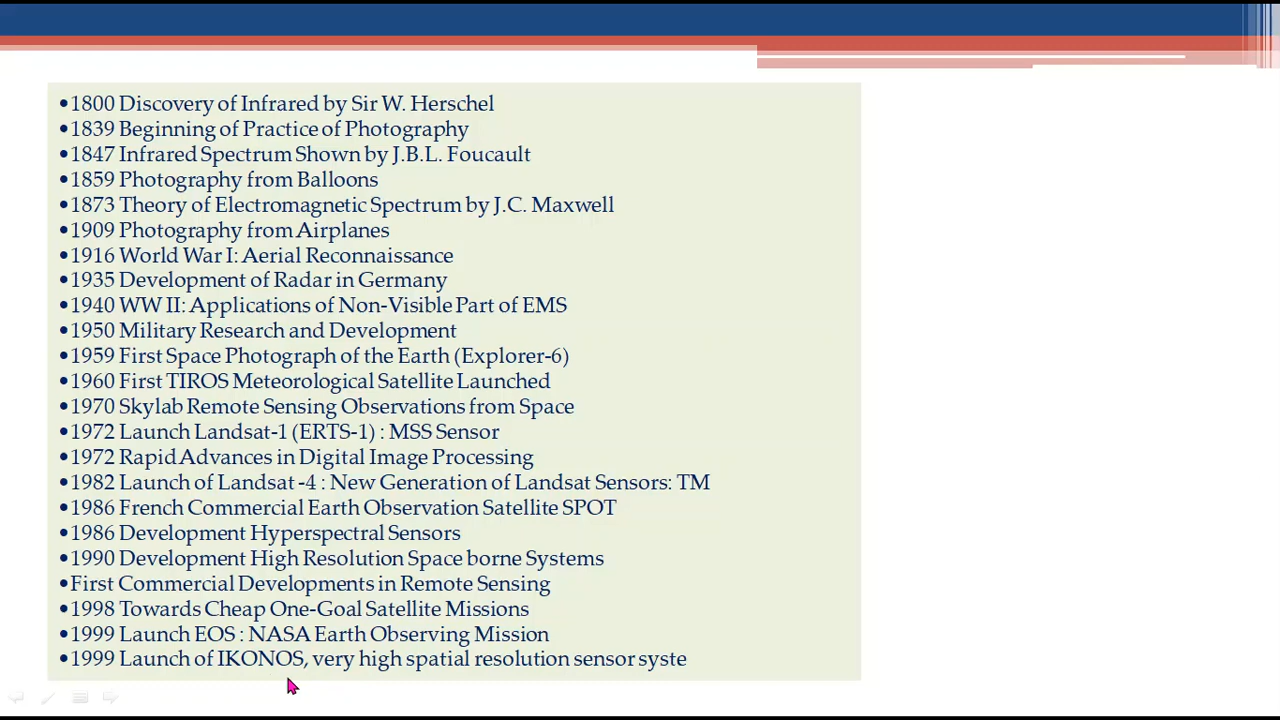 •1800 Discovery of Infrared by Sir W. Herschel
•1839 Beginning of Practice of Photography
•1847 Infrared Spectrum Shown by J.B.L. Foucault
•1859 Photography from Balloons
•1873 Theory of Electromagnetic Spectrum by J.C. Maxwell
•1909 Photography from Airplanes
•1916 World War I: Aerial Reconnaissance
•1935 Development of Radar in Germany
•1940 WW II: Applications of Non-Visible Part of EMS
•1950 Military Research and Development
•1959 First Space Photograph of the Earth (Explorer-6)
•1960 First TIROS Meteorological Satellite Launched
•1970 Skylab Remote Sensing Observations from Space
•1972 Launch Landsat-1 (ERTS-1) : MSS Sensor
•1972 Rapid Advances in Digital Image Processing
•1982 Launch of Landsat -4 : New Generation of Landsat Sensors: TM
•1986 French Commercial Earth Observation Satellite SPOT
•1986 Development Hyperspectral Sensors
•1990 Development High Resolution Space borne Systems
•First Commercial Developments in Remote Sensing
•1998 Towards Cheap One-Goal Satellite Missions
•1999 Launch EOS : NASA Earth Observing Mission
•1999 Launch of IKONOS, very high spatial resolution sensor syste